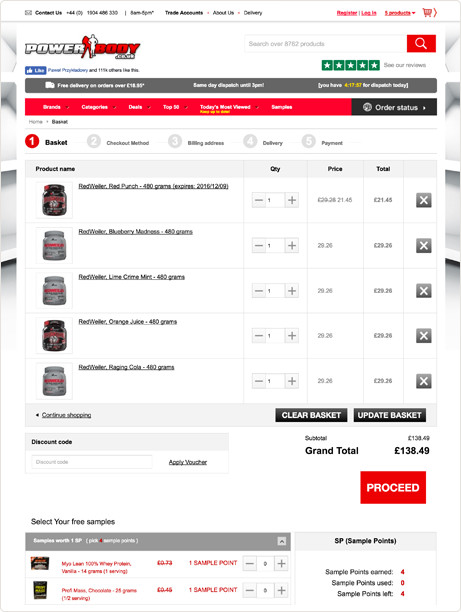 Contact Us +44 (0) 1904 486 330 | 8am-5pm* Trade Accounts • About Us • Delivery Register | Log In 5 products
POWERBODY
.co.uk
Search over 8762 products
Like Paweł Przybladowy and 111k others like this.
See our reviews
Free delivery on orders over £18.95* Same day dispatch until 3pm! [you have 4:17:57 for dispatch today]
Brands Categories Deals Top 50 Today's Most Viewed Samples Order status
Keep up to date!
Home • Basket
1 Basket 2 Checkout Method 3 Billing address 4 Delivery 5 Payment
Product name Qty Price Total
RedWeiler, Red Punch - 480 grams (expires: 2016/12/09) 1 £29.26 21.45 £21.45
RedWeiler, Blueberry Madness - 480 grams 1 29.26 £29.26
RedWeiler, Lime Crime Mint - 480 grams 1 29.26 £29.26
RedWeiler, Orange Juice - 480 grams 1 29.26 £29.26
RedWeiler, Raging Cola - 480 grams 1 29.26 £29.26
Continue shopping CLEAR BASKET UPDATE BASKET
Discount code
Discount code Apply Voucher
Subtotal £138.49
Grand Total £138.49
PROCEED
Select Your free samples
Samples worth 1 SP ( pick 4 sample points )
SP (Sample Points)
Myo Lean 100% Whey Protein, £0.73 1 SAMPLE POINT 0
Vanilla - 14 grams (1 serving)
Profi Mass, Chocolate - 25 grams £0.45 1 SAMPLE POINT 0
(1/2 serving)
Sample Points earned: 4
Sample Points used: 0
Sample Points left: 4